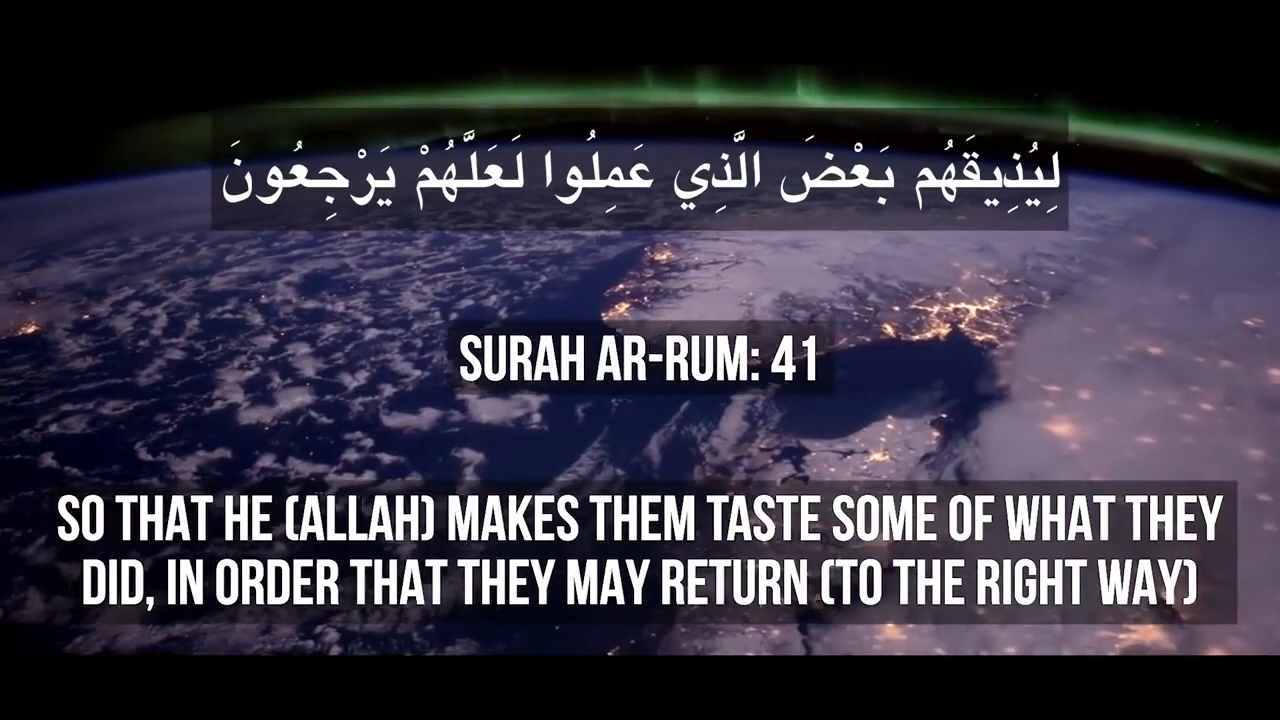 لِيُذِيقَهُم بَعْضَ الَّذِي عَمِلُوا لَعَلَّهُمْ يَرْجِعُونَ
SURAH AR-RUM: 41
SO THAT HE (ALLAH) MAKES THEM TASTE SOME OF WHAT THEY
DID, IN ORDER THAT THEY MAY RETURN (TO THE RIGHT WAY)